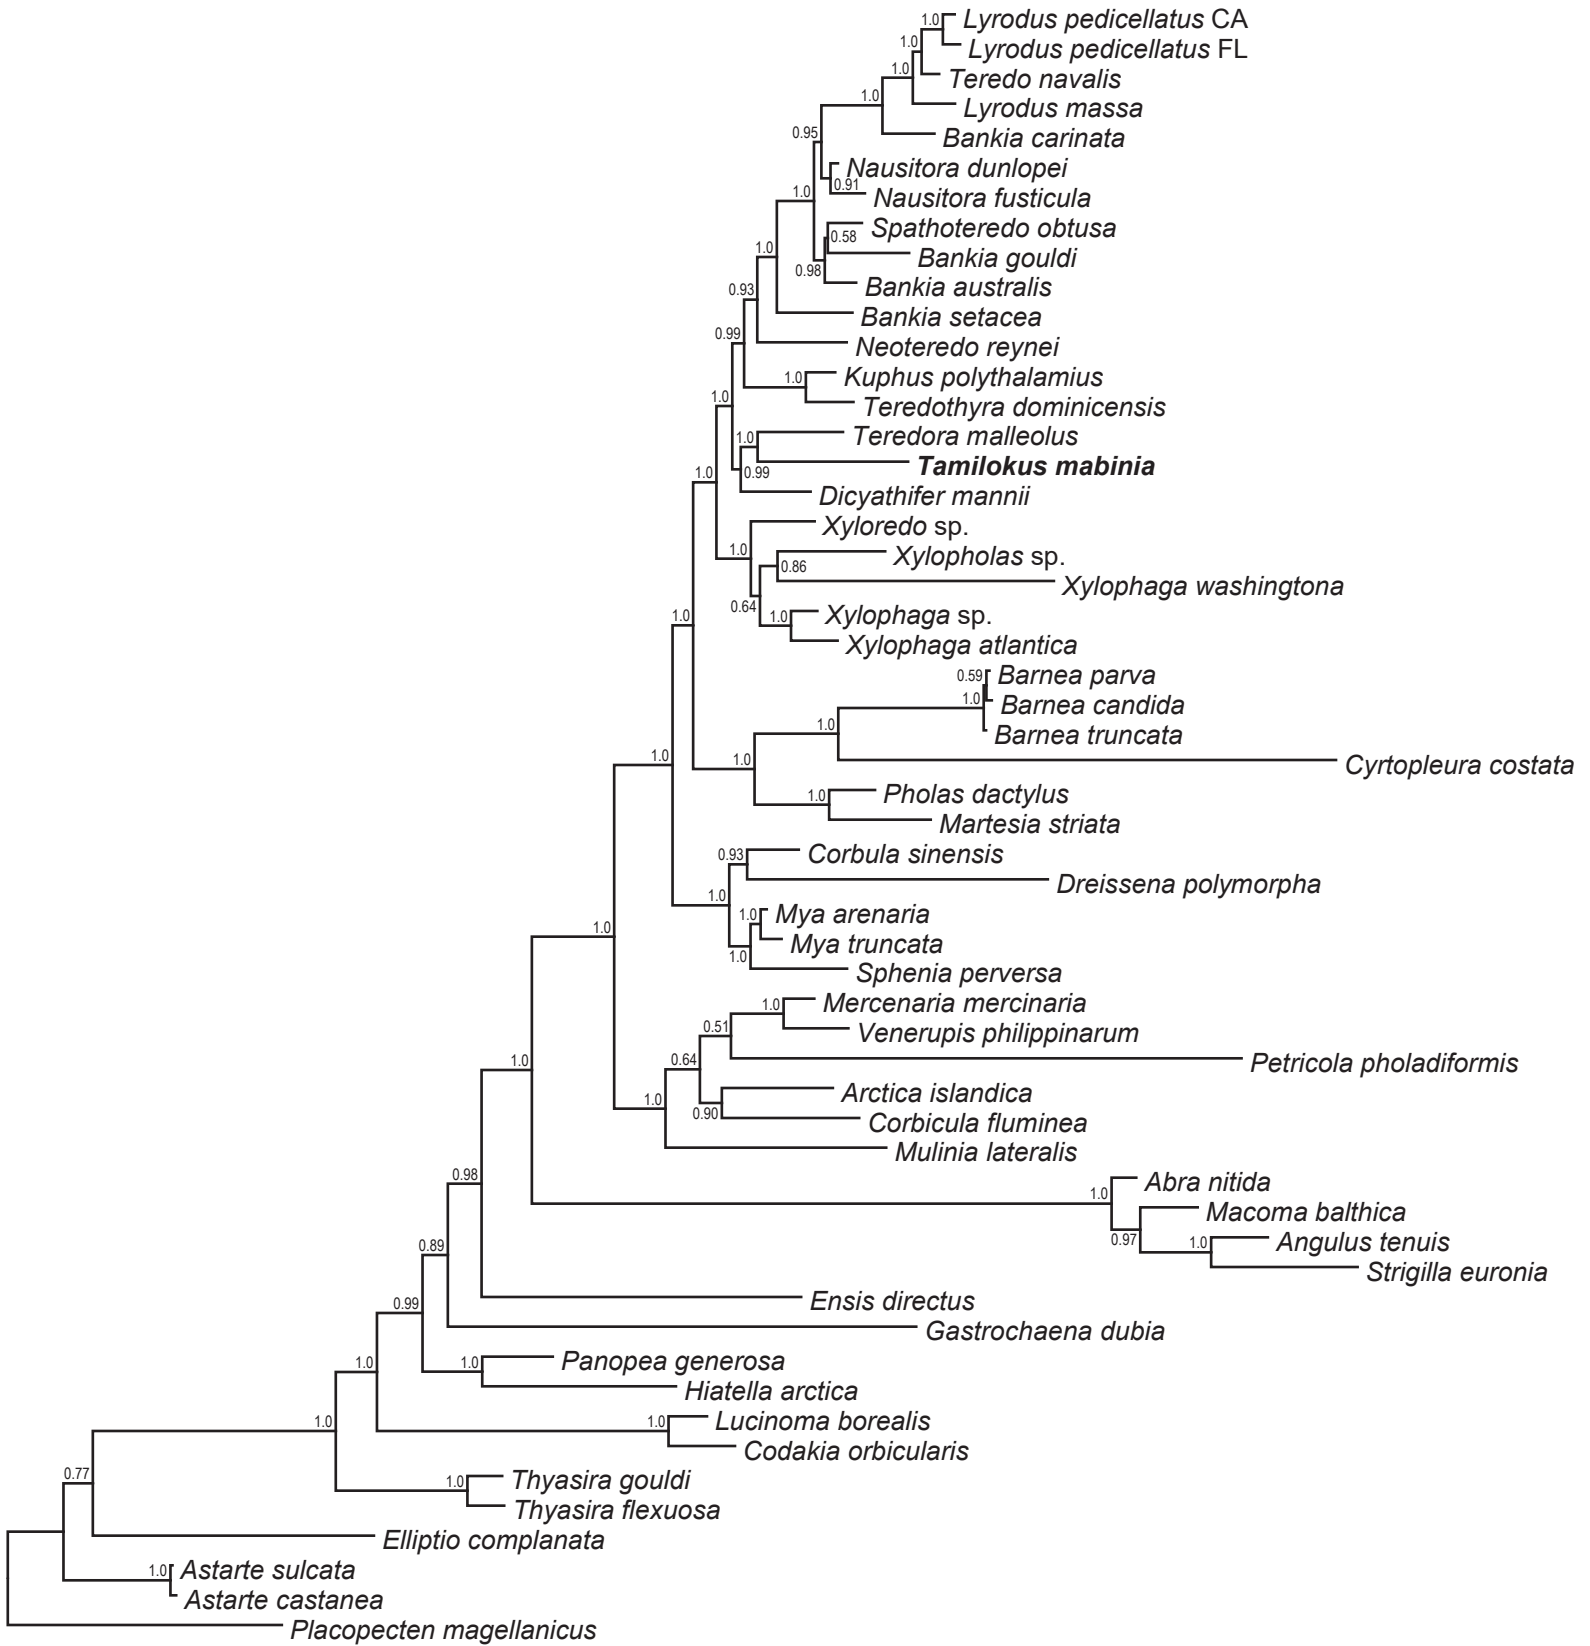 1.0 Lyrodus pedicellatus CA
1.0 Lyrodus pedicellatus FL
1.0 Teredo navalis
1.0 Lyrodus massa
0.95 Bankia carinata
Nausitora dunlopei
1.0 0.91 Nausitora fusticula
Spathoteredo obtusa
0.58
1.0 Bankia gouldi
0.98
0.93 Bankia australis
Bankia setacea
0.99
Neoteredo reynei
1.0 Kuphus polythalamius
1.0 Teredothyra dominicensis
1.0 Teredora malleolus
1.0 0.99 Tamilokus mabinia
Dicyathifer mannii
Xyloredo sp.
1.0 Xylopholas sp.
0.86
Xylophaga washingtona
0.64
1.0 1.0 Xylophaga sp.
Xylophaga atlantica
0.59 Barnea parva
1.0 Barnea candida
1.0 Barnea truncata
1.0 1.0 Cyrtopleura costata
1.0 Pholas dactylus
Martesia striata
0.93 Corbula sinensis
Dreissena polymorpha
1.0
1.0 Mya arenaria
1.0 Mya truncata
1.0
Sphenia perversa
1.0 Mercenaria mercinaria
0.51 Venerupis philippinarum
1.0 0.64 Petricola pholadiformis
1.0 Arctica islandica
0.90 Corbicula fluminea
Mulinia lateralis
0.98 Abra nitida
1.0
Macoma balthica
0.97 1.0 Angulus tenuis
0.89
Strigilla euronia
0.99 Ensis directus
Gastrochaena dubia
1.0 1.0 Panopea generosa
Hiatella arctica
1.0 1.0 Lucinoma borealis
Codakia orbicularis
0.77 1.0 Thyasira gouldi
Thyasira flexuosa
Elliptio complanata
1.0 Astarte sulcata
Astarte castanea
Placopecten magellanicus